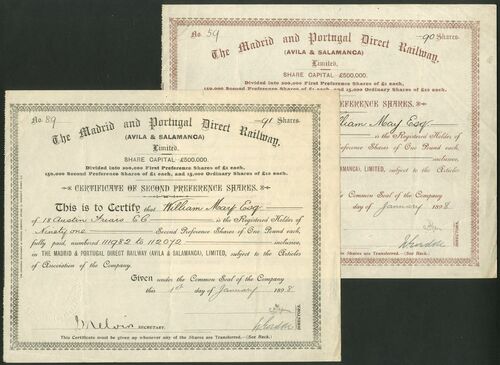 No. 59 -90- Shares.
The Madrid and Portugal Direct Railway,
(AVILA & SALAMANCA)
Limited.
SHARE CAPITAL £500,000.
Divided into 200,000 First Preference Shares of £1 each,
150,000 Second Preference Shares of £1 each, and 15,000 Ordinary Shares of £10 each.
PREFERENCE SHARES.
William May Esq
is the Registered Holder of
Preference Shares of One Pound each,
inclusive,
SALAMANCA), LIMITED, subject to the Articles
Common Seal of the Company
day of January 1898
Shares are Transferred.—(See Back.)
No. 89 -91- Shares.
The Madrid and Portugal Direct Railway,
(AVILA & SALAMANCA)
Limited.
SHARE CAPITAL £500,000.
Divided into 200,000 First Preference Shares of £1 each,
150,000 Second Preference Shares of £1 each, and 15,000 Ordinary Shares of £10 each.
CERTIFICATE OF SECOND PREFERENCE SHARES.
This is to Certify that William May Esq
of 18 Austin Friars E.C is the Registered Holder of
Ninety one Second Preference Shares of One Pound each,
fully paid, numbered 111982 to 112072 inclusive,
in THE MADRID & PORTUGAL DIRECT RAILWAY (AVILA & SALAMANCA), LIMITED, subject to the Articles
of Association of the Company.
Given under the Common Seal of the Company
this 1st day of January 1898
Melvin SECRETARY.
DIRECTORS.
This Certificate must be given up whenever any of the Shares are Transferred.—(See Back.)